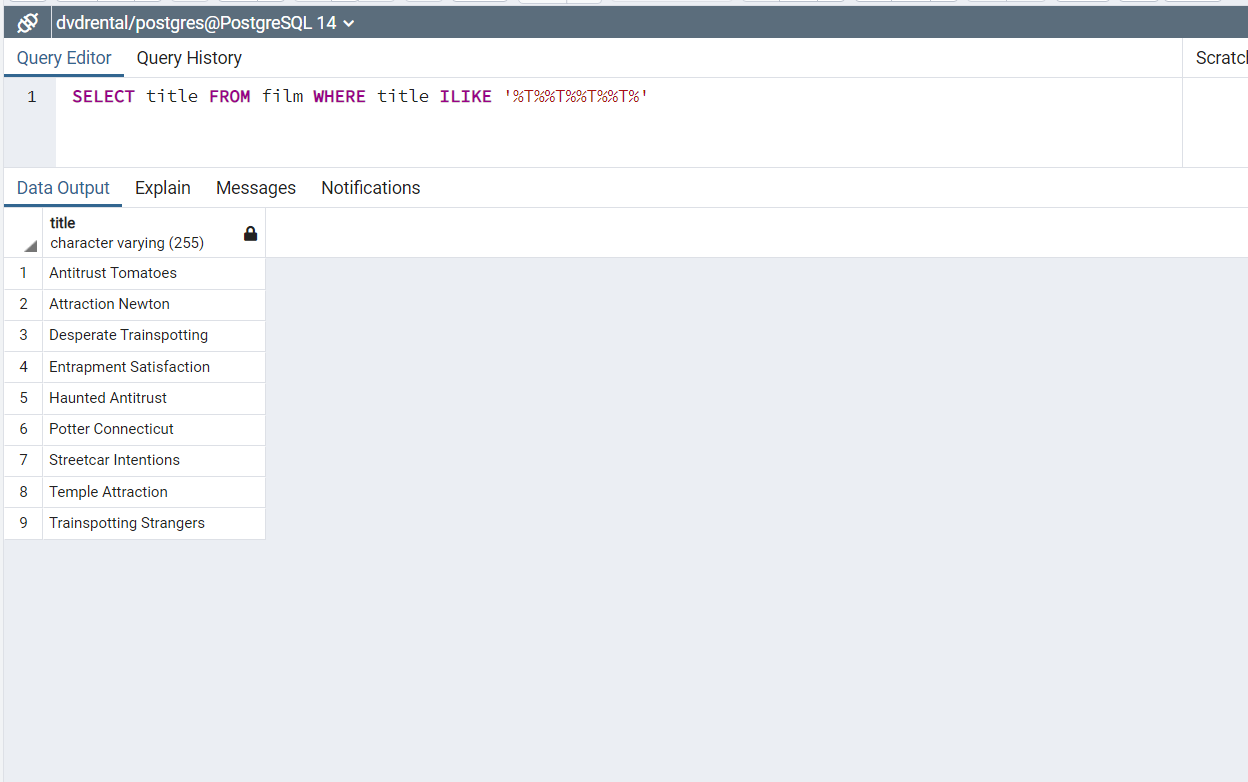 dvdrental/postgres@PostgreSQL 14
Query Editor Query History Scratch
1 SELECT title FROM film WHERE title ILIKE '%T%%T%%T%%T%'
Data Output Explain Messages Notifications
title
character varying (255)
1 Antitrust Tomatoes
2 Attraction Newton
3 Desperate Trainspotting
4 Entrapment Satisfaction
5 Haunted Antitrust
6 Potter Connecticut
7 Streetcar Intentions
8 Temple Attraction
9 Trainspotting Strangers